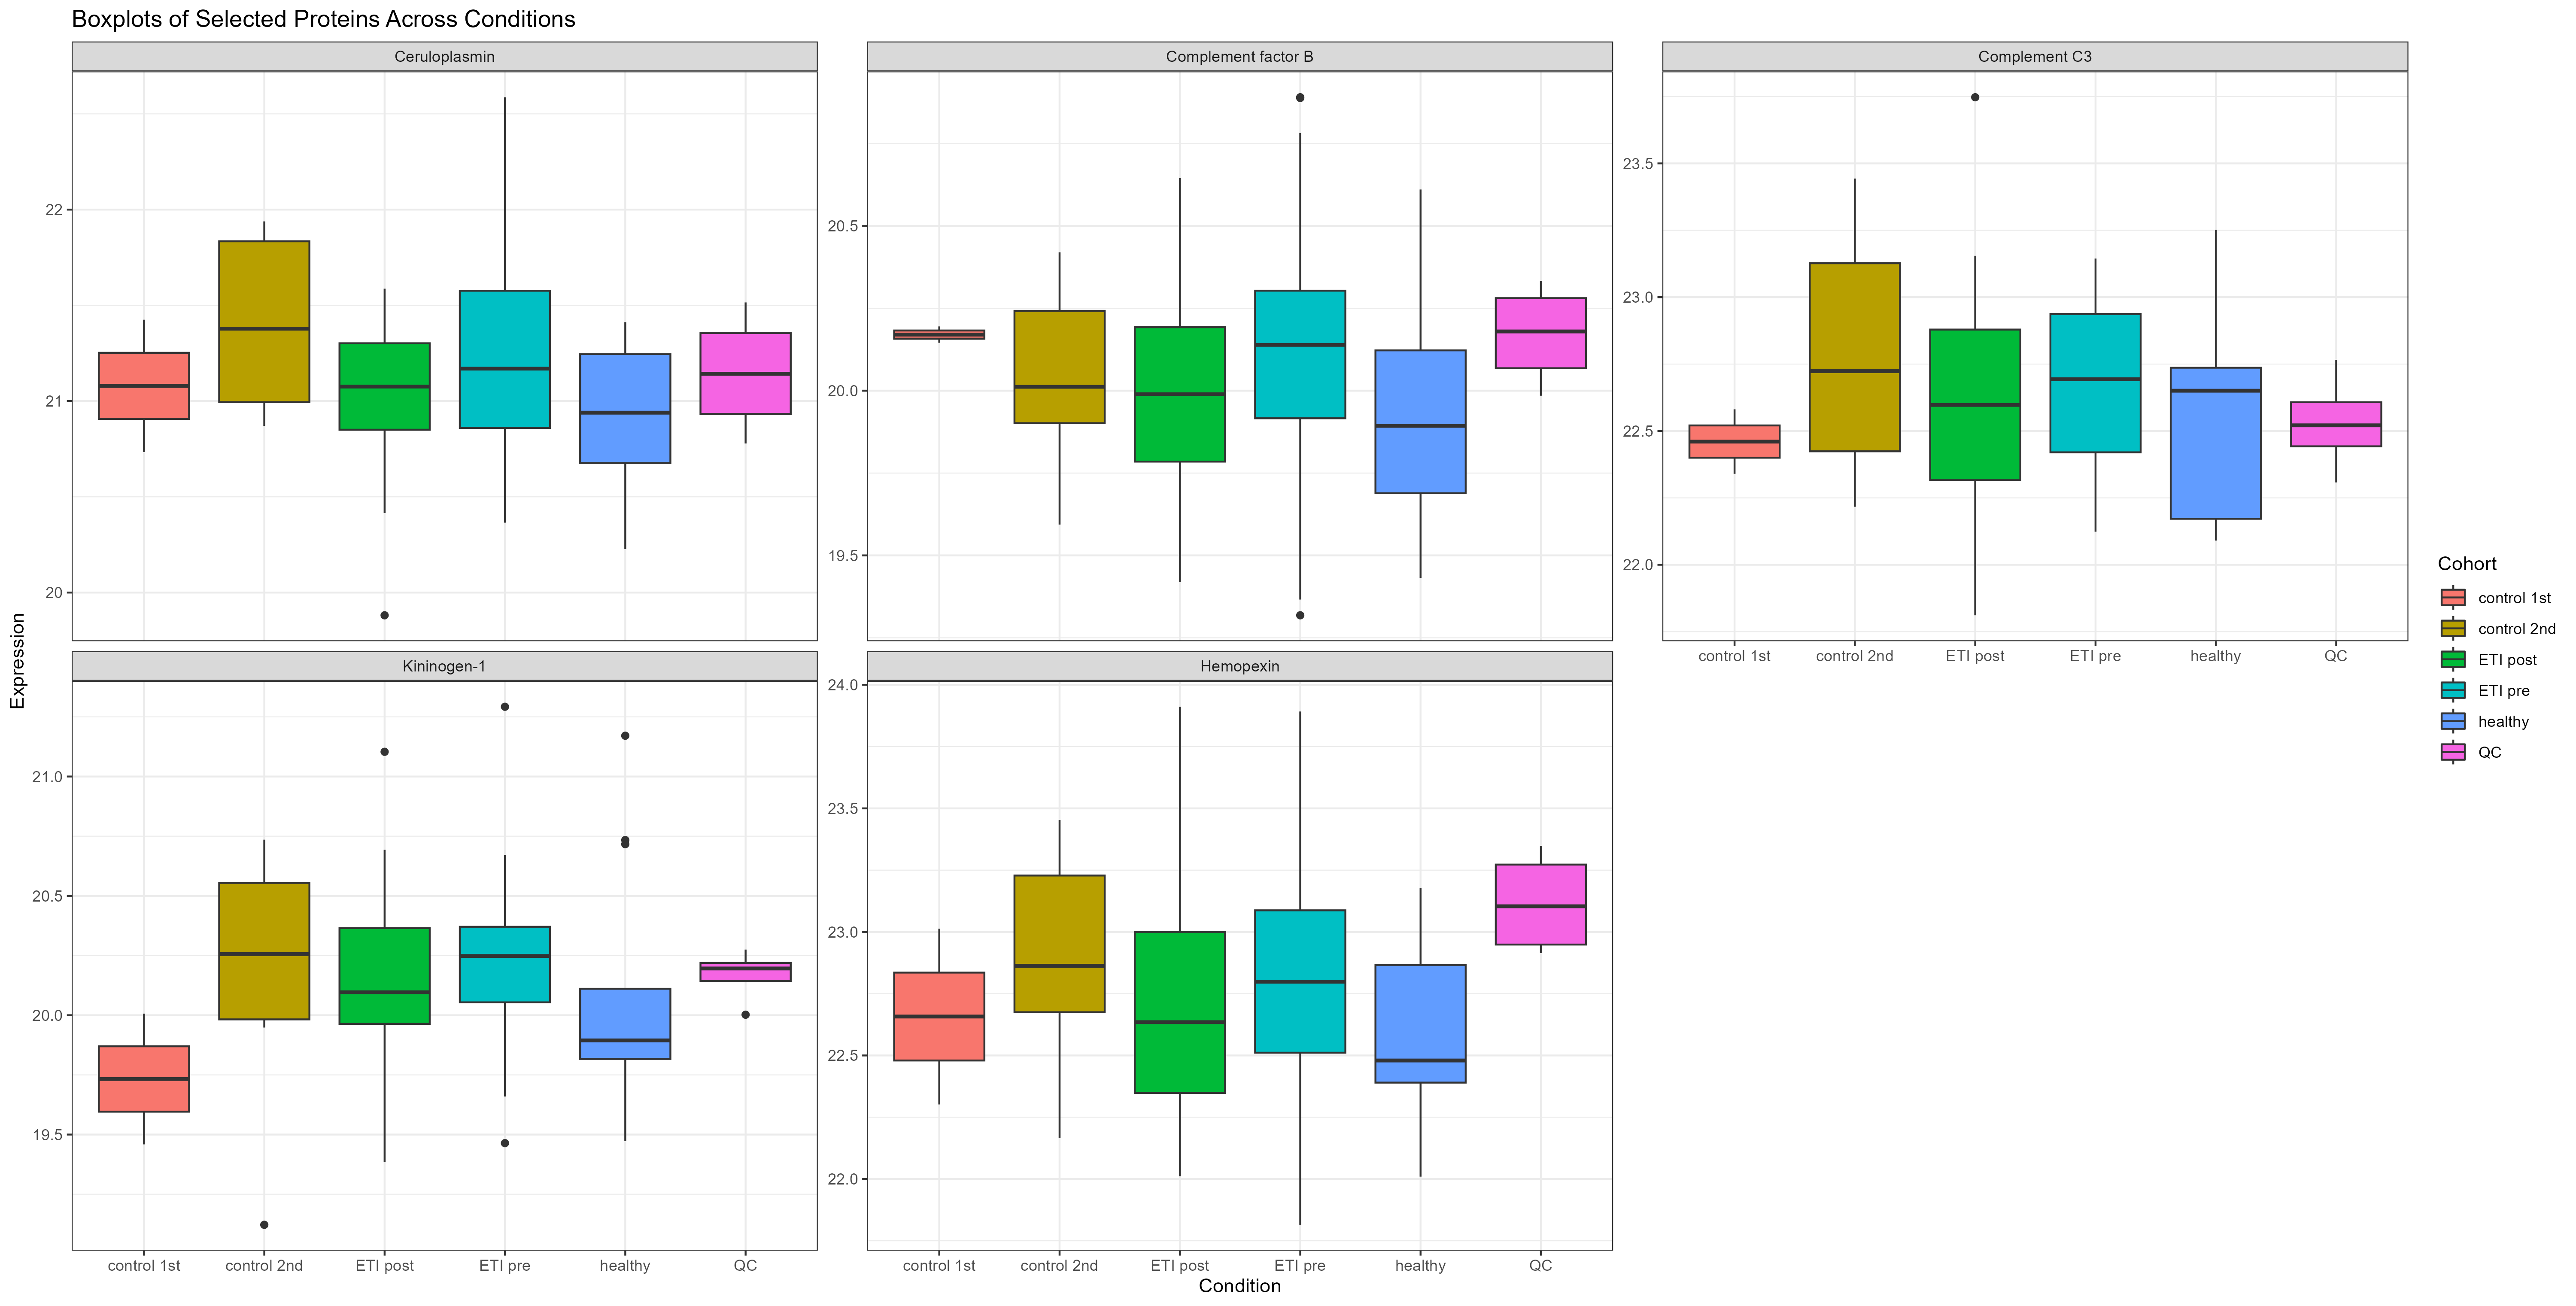 Boxplots of Selected Proteins Across Conditions
Ceruloplasmin
22
21
20
Complement factor B
20.5
20.0
19.5
Complement C3
23.5
23.0
22.5
22.0
control 1st control 2nd ETI post ETI pre healthy QC
Expression
Kininogen-1
21.0
20.5
20.0
19.5
control 1st control 2nd ETI post ETI pre healthy QC
Hemopexin
24.0
23.5
23.0
22.5
22.0
control 1st control 2nd ETI post ETI pre healthy QC
Condition
Cohort
control 1st
control 2nd
ETI post
ETI pre
healthy
QC